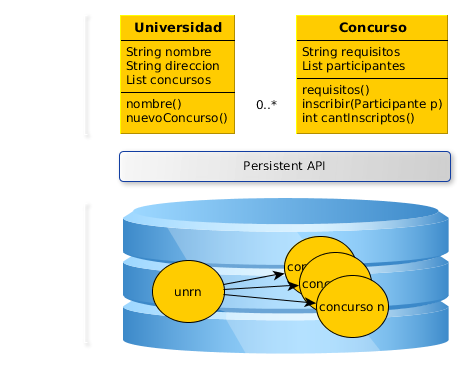 Universidad
String nombre
String direccion
List concursos
nombre()
nuevoConcurso()
0..*
Concurso
String requisitos
List participantes
requisitos()
inscribir(Participante p)
int cantInscriptos()
Persistent API
unrn
con
conc
concurso n